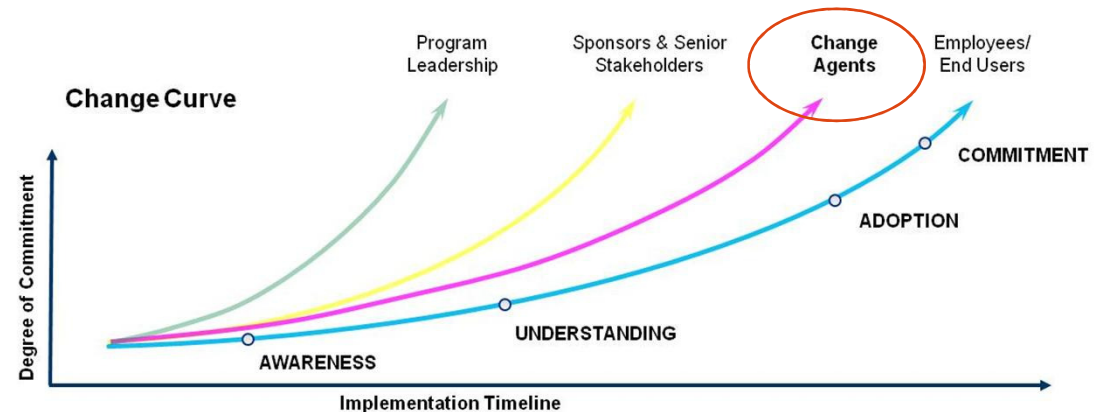 Program
Leadership
Sponsors & Senior
Stakeholders
Change
Agents
Employees/
End Users
Change Curve
COMMITMENT
ADOPTION
UNDERSTANDING
AWARENESS
Degree of Commitment
Implementation Timeline